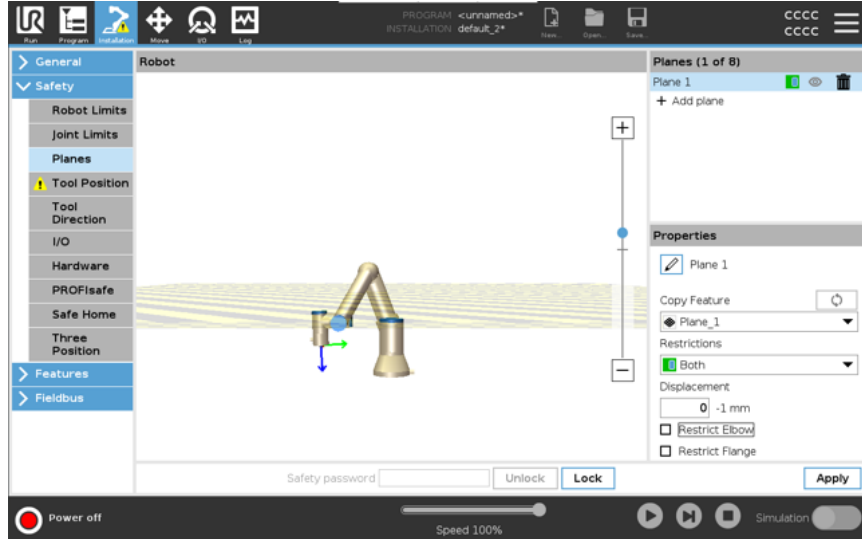 PROGRAM <unnamed>*
INSTALLATION default_2*
Run
Program
Installation
Move
I/O
Log
New...
Open...
Save...
cccc
cccc
General
Safety
Robot Limits
Joint Limits
Planes
Tool Position
Tool
Direction
I/O
Hardware
PROFIsafe
Safe Home
Three
Position
Features
Fieldbus
Robot
Planes (1 of 8)
Plane 1
Add plane
Properties
Plane 1
Copy Feature
Plane_1
Restrictions
Both
Displacement
0 -1 mm
Restrict Elbow
Restrict Flange
Safety password
Unlock
Lock
Apply
Power off
Speed 100%
Simulation